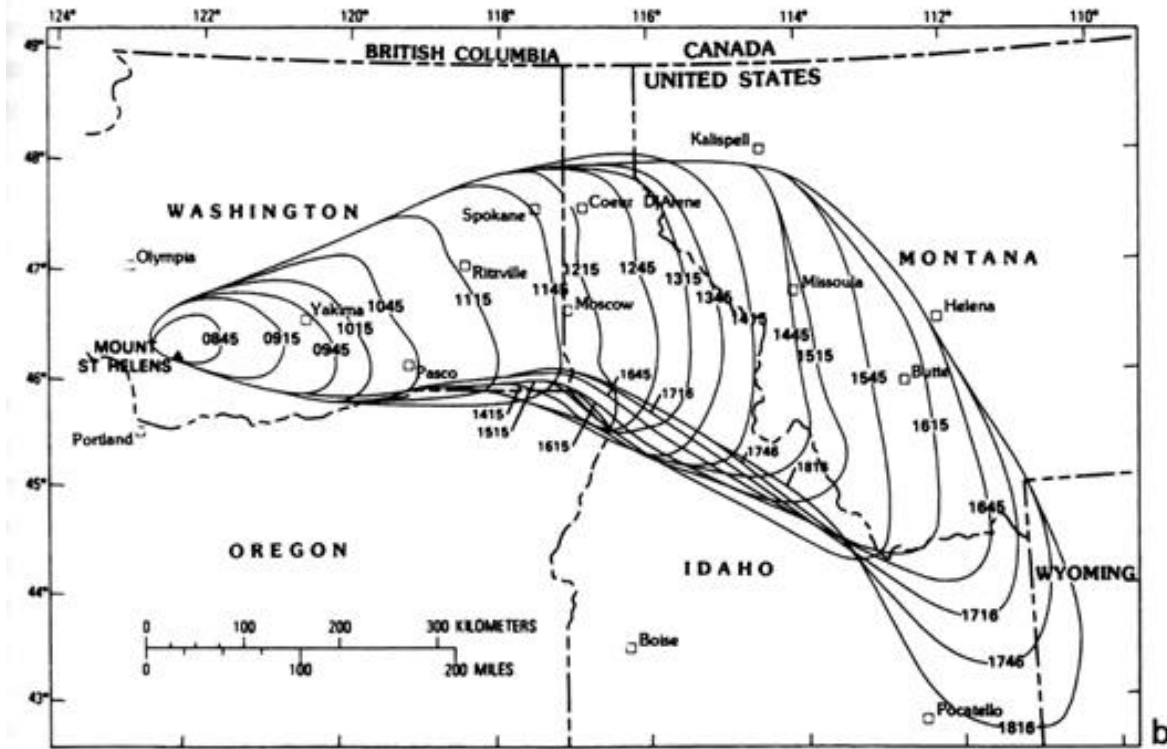 124°
122°
120°
118°
116°
114°
112°
110°
49°
BRITISH COLUMBIA
CANADA
UNITED STATES
Kalispell
48°
WASHINGTON
Spokane
Coeur D'Alene
Olympia
47°
Ritzville
1045
1115
1145
1215
1245
1315
1345
1415
MONTANA
Missoula
Helena
Yakima
Moscow
0845
0915
0945
1015
1445
1515
1545
1615
Butte
MOUNT
ST HELENS
46°
Pasco
1645
1716
1415
1515
1615
1746
1816
Portland
45°
1645
OREGON
IDAHO
WYOMING
44°
1716
0 100 200 300 KILOMETERS
0 100 200 MILES
Boise
1746
43°
Pocatello
1816
b